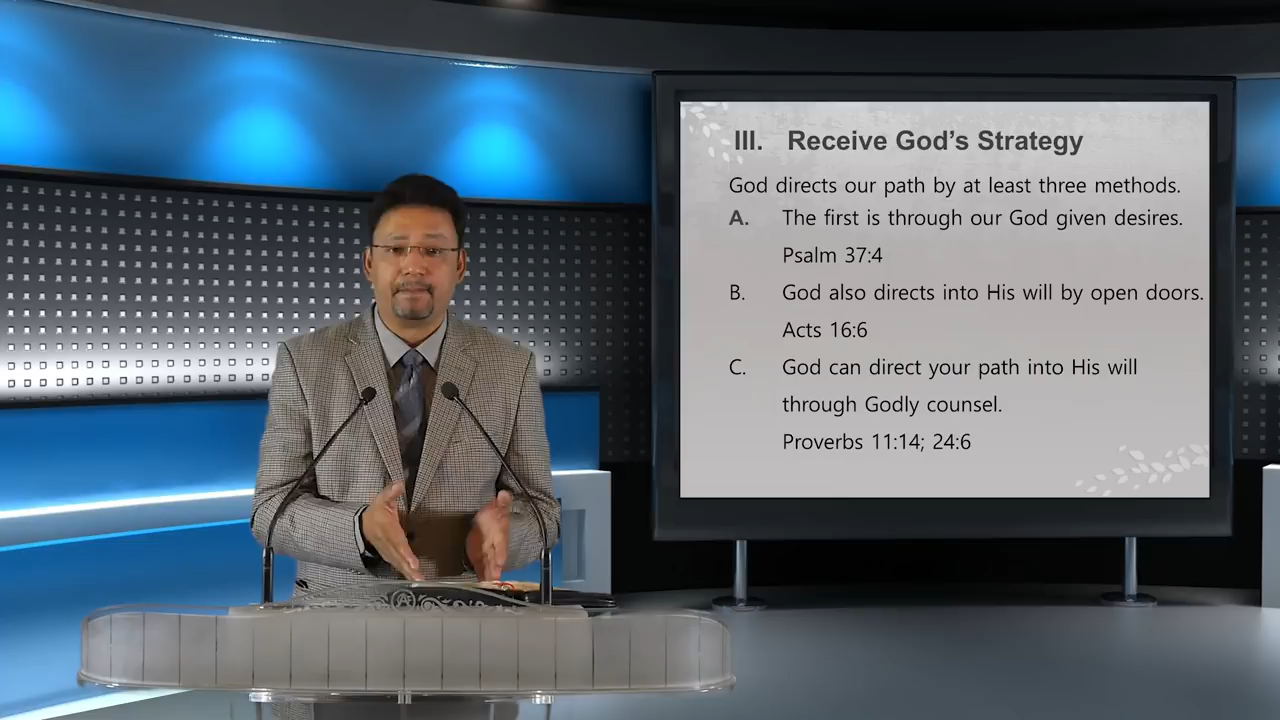 III. Receive God's Strategy
God directs our path by at least three methods.
A. The first is through our God given desires.
Psalm 37:4
B. God also directs into His will by open doors.
Acts 16:6
C. God can direct your path into His will
through Godly counsel.
Proverbs 11:14; 24:6